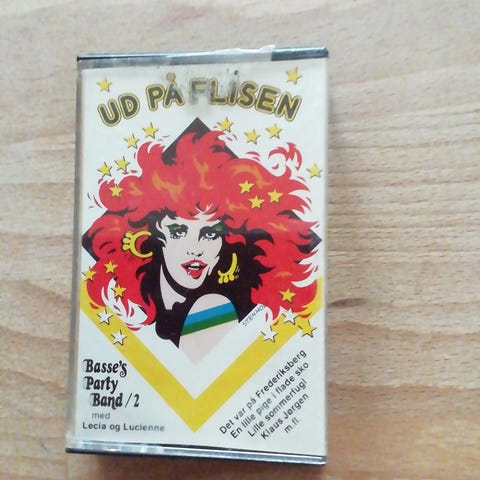 UD PÅ FLISEN
STENHO
Basse's
Party
Band/2
med
Lecia og Lucienne
Det var på Frederiksberg
En lille pige i flade sko
Lille sommerfugl
Klaus Jørgen
m.fl.